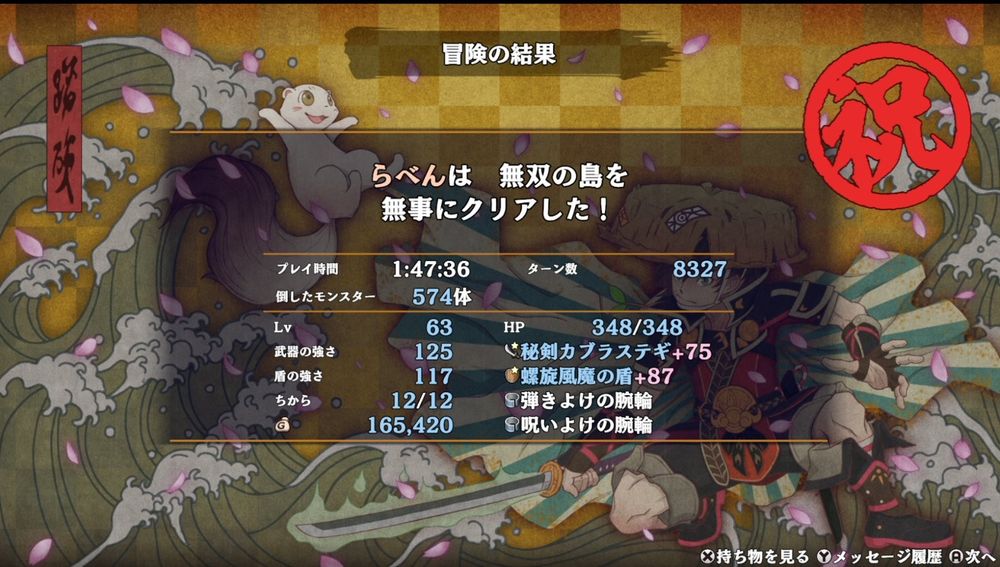 冒険の結果
踏破
祝
らべんは 無双の島を
無事にクリアした！
プレイ時間 1:47:36 ターン数 8327
倒したモンスター 574体
Lv 63 HP 348/348
武器の強さ 125 秘剣カブラステギ+75
盾の強さ 117 螺旋風魔の盾+87
ちから 12/12 弾きよけの腕輪
G 165,420 呪いよけの腕輪
Ⓧ持ち物を見る Ⓨメッセージ履歴 Ⓐ次へ